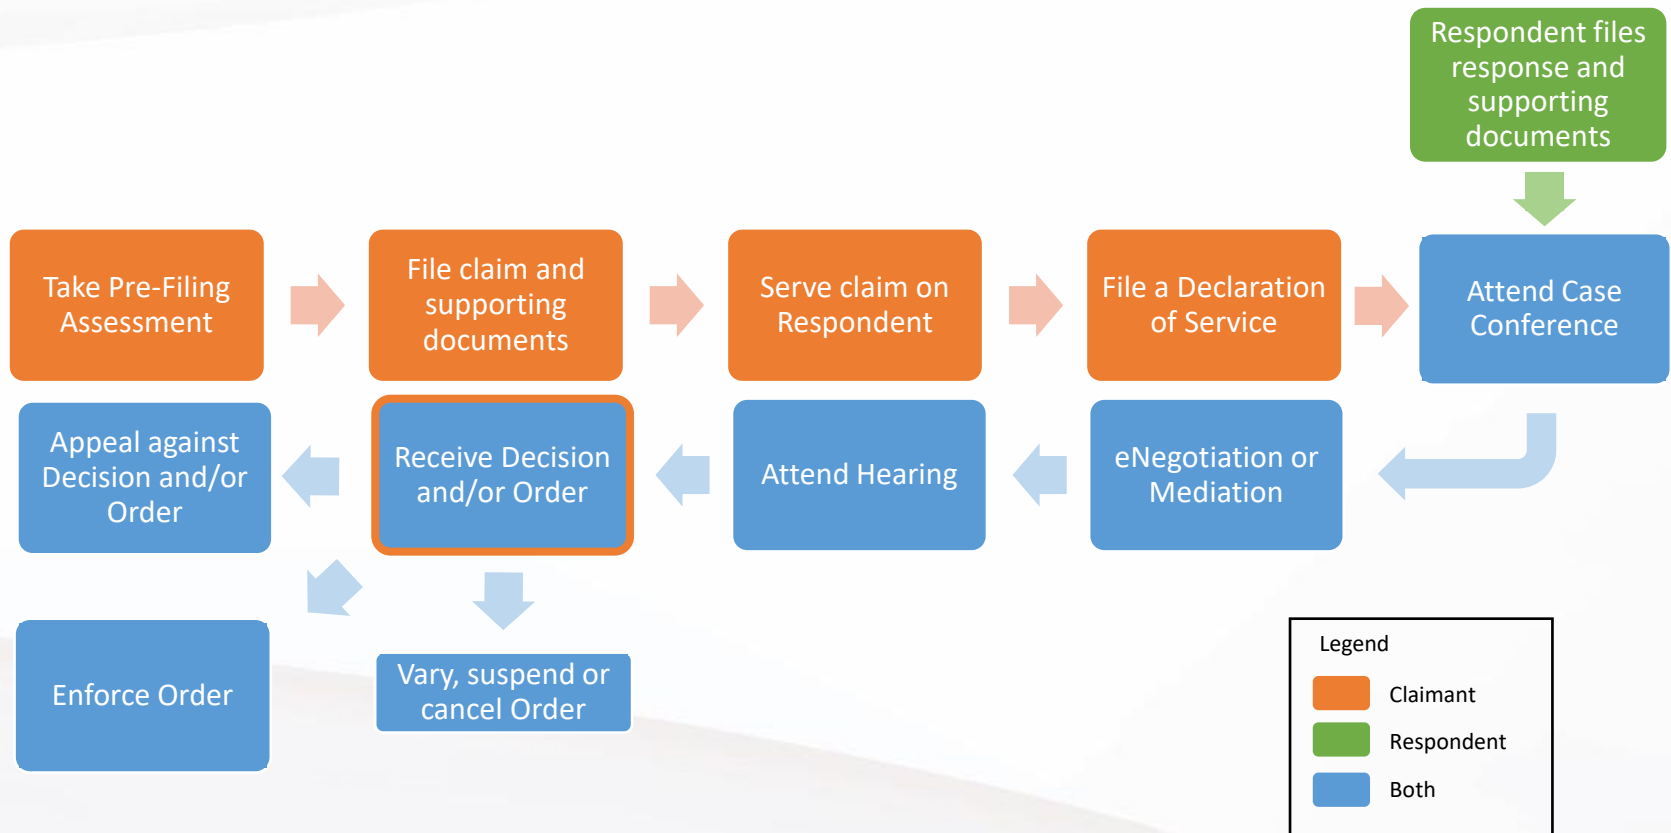 Respondent files
response and
supporting
documents
Take Pre-Filing
Assessment
File claim and
supporting
documents
Serve claim on
Respondent
File a Declaration
of Service
Attend Case
Conference
eNegotiation or
Mediation
Attend Hearing
Receive Decision
and/or Order
Appeal against
Decision and/or
Order
Enforce Order
Vary, suspend or
cancel Order
Legend
Claimant
Respondent
Both